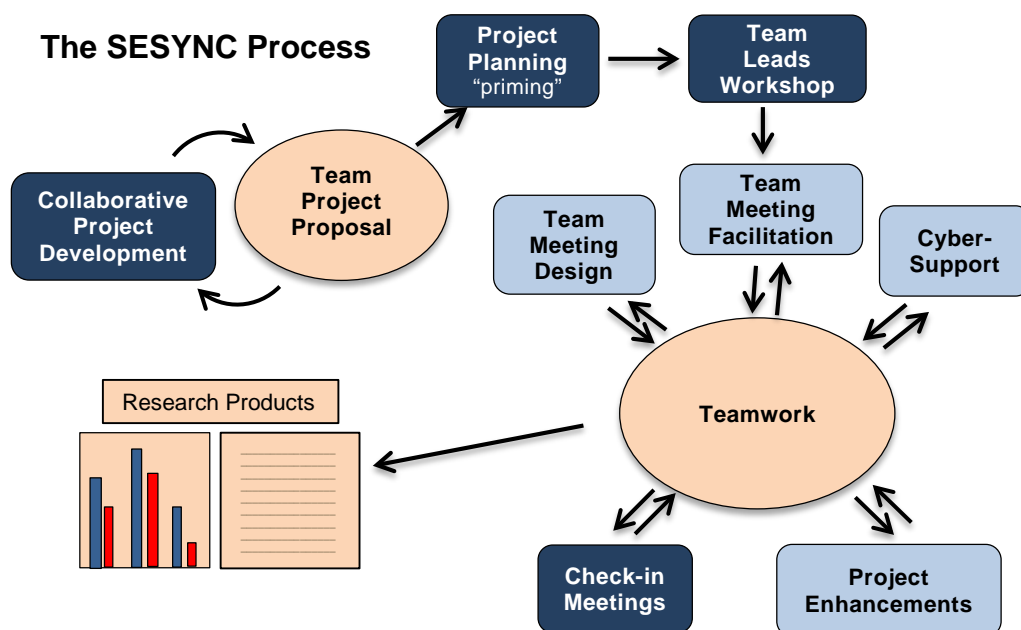 The SESYNC Process
Project
Planning
“priming”
Team
Leads
Workshop
Collaborative
Project
Development
Team
Project
Proposal
Team
Meeting
Design
Team
Meeting
Facilitation
Cyber-
Support
Research Products
Teamwork
Check-in
Meetings
Project
Enhancements